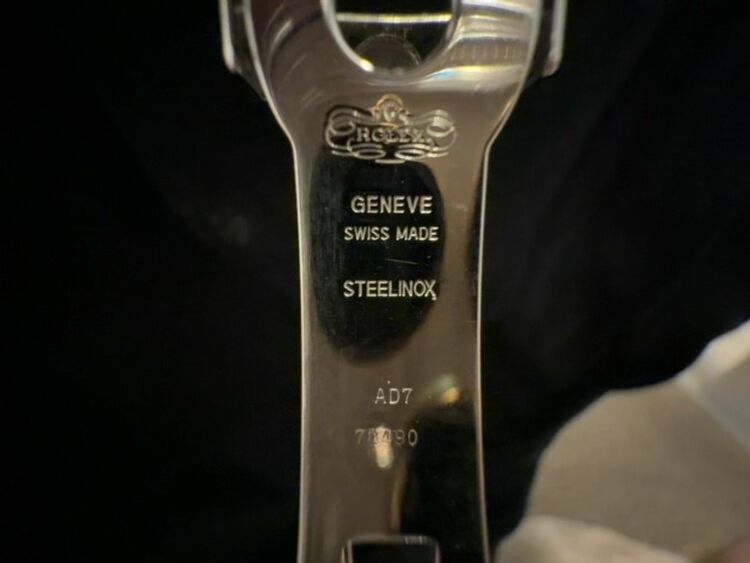 ROLEX
GENEVE
SWISS MADE
STEELINOX
AD7
78490